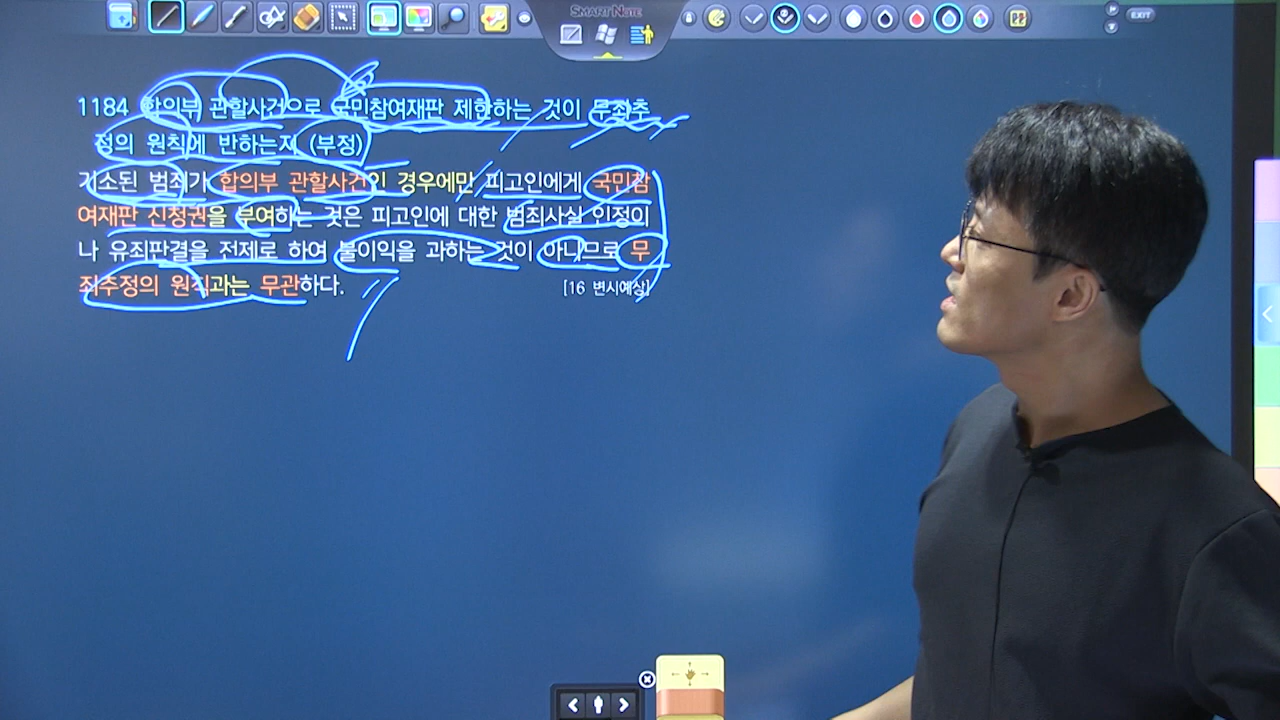 SMART NOTE
EXIT
1184 합의부 관할사건으로 국민참여재판 제한하는 것이 무죄추
정의 원칙에 반하는지 (부정)
기소된 범죄가 합의부 관할사건인 경우에만 피고인에게 국민참
여재판 신청권을 부여하는 것은 피고인에 대한 범죄사실 인정이
나 유죄판결을 전제로 하여 불이익을 과하는 것이 아니므로 무
죄추정의 원칙과는 무관하다.
[16 변시예상]